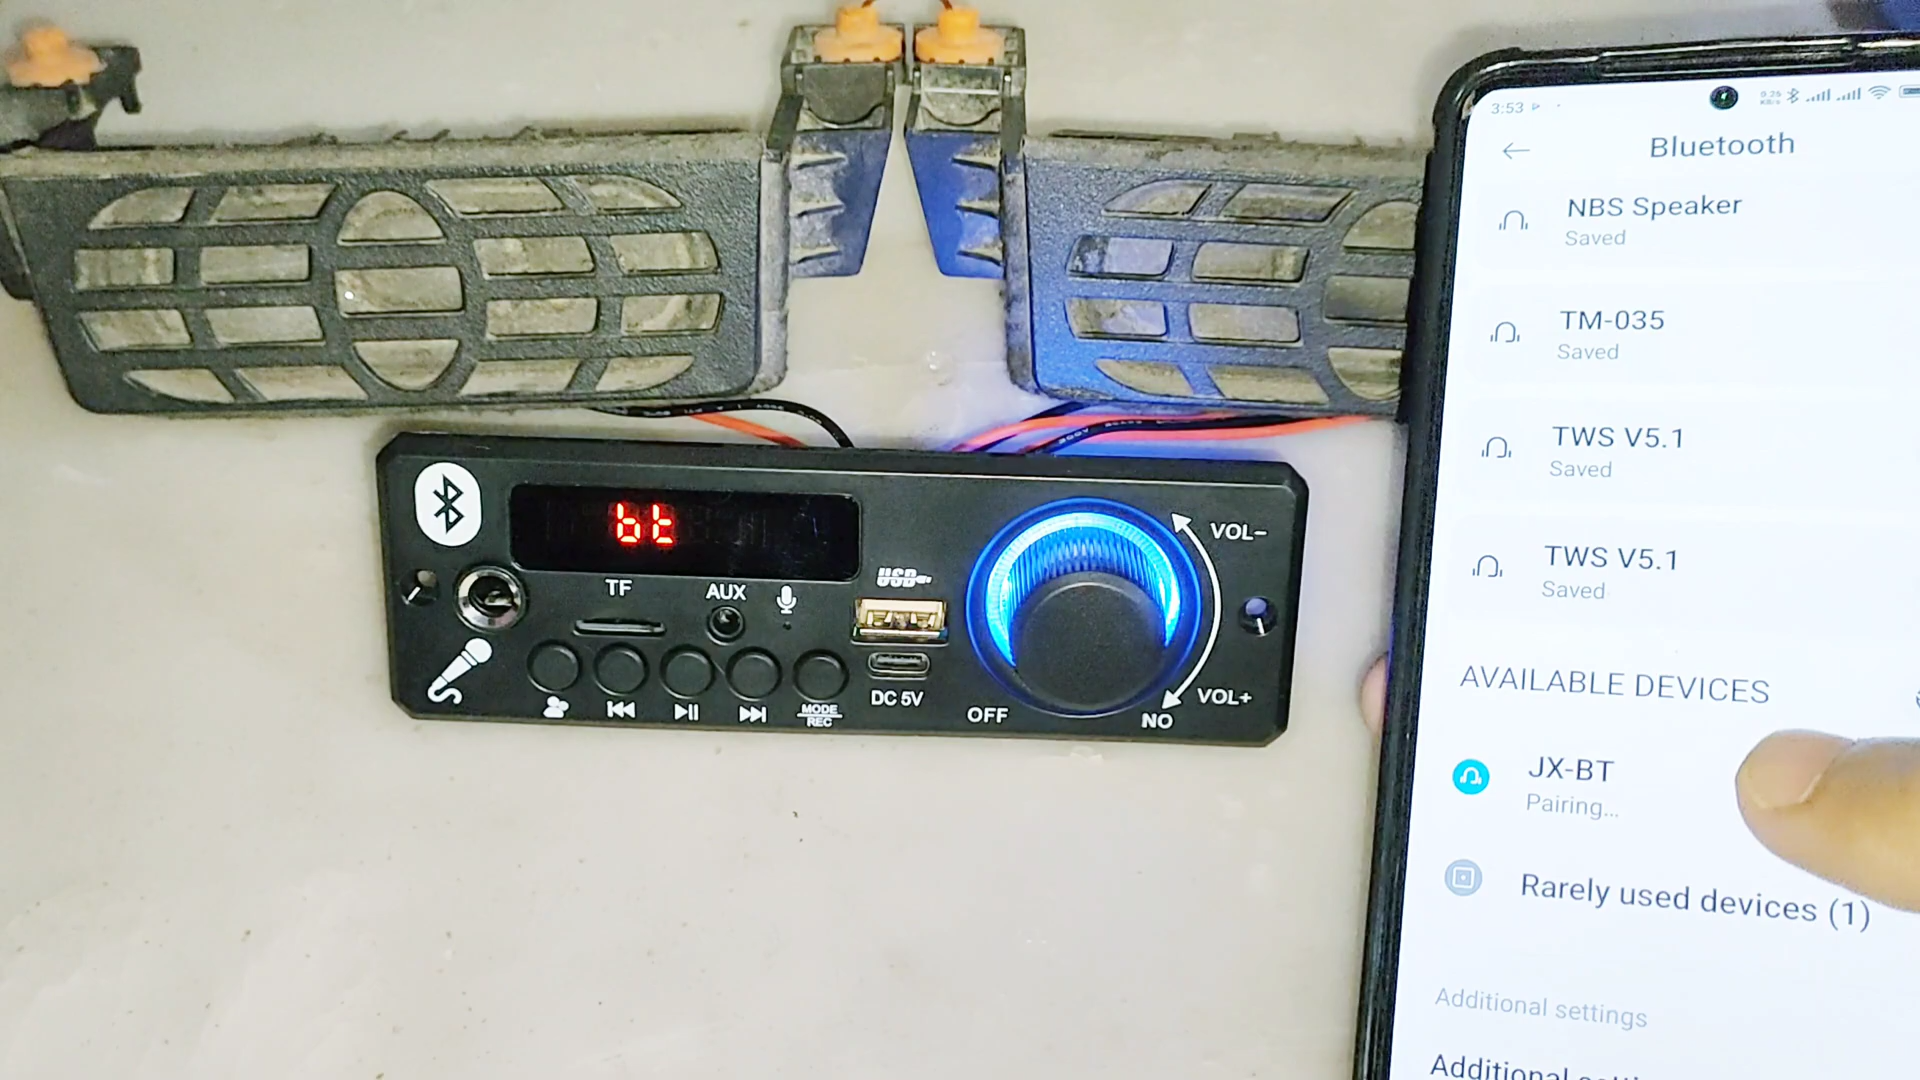 bt
USB
TF
AUX
DC 5V
MODE
REC
OFF
NO
VOL-
VOL+
3:53
Bluetooth
NBS Speaker
Saved
TM-035
Saved
TWS V5.1
Saved
TWS V5.1
Saved
AVAILABLE DEVICES
JX-BT
Pairing...
Rarely used devices (1)
Additional settings
Additional